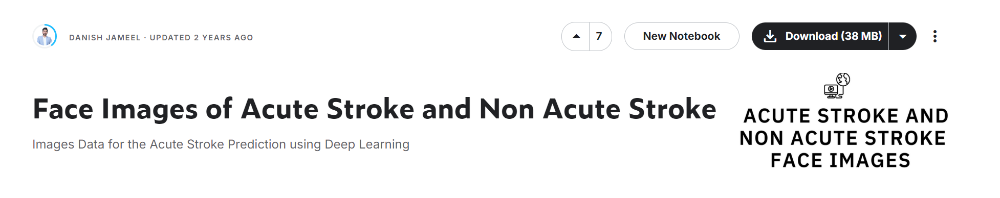 DANISH JAMEEL · UPDATED 2 YEARS AGO
7
New Notebook
Download (38 MB)
Face Images of Acute Stroke and Non Acute Stroke
Images Data for the Acute Stroke Prediction using Deep Learning
ACUTE STROKE AND
NON ACUTE STROKE
FACE IMAGES